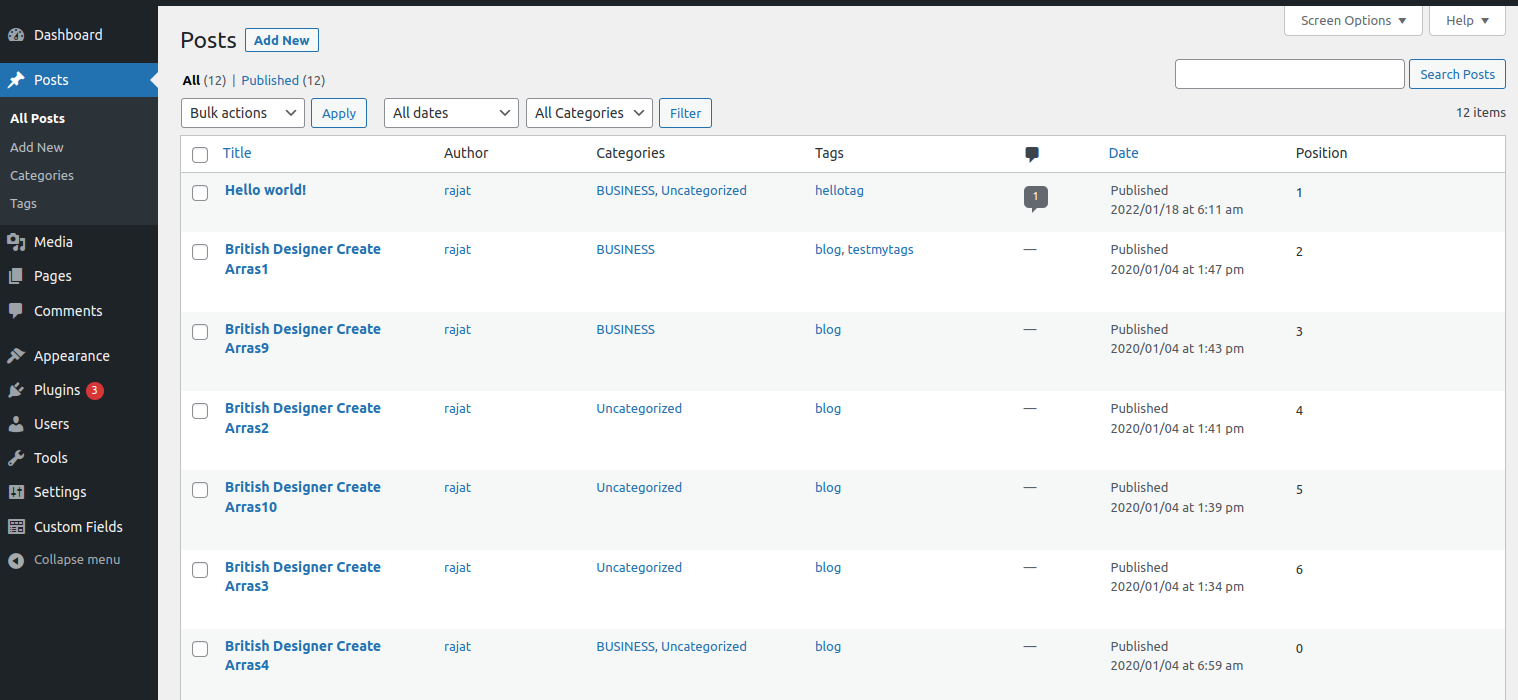 Dashboard
Posts
All Posts
Add New
Categories
Tags
Media
Pages
Comments
Appearance
Plugins 3
Users
Tools
Settings
Custom Fields
Collapse menu
Screen Options ▼
Help ▼
Posts Add New
All (12) | Published (12)
Search Posts
Bulk actions Apply All dates All Categories Filter
12 items
Title Author Categories Tags Date Position
Hello world! rajat BUSINESS, Uncategorized hellotag 1 Published 1
2022/01/18 at 6:11 am
British Designer Create rajat BUSINESS blog, testmytags — Published 2
Arras1 2020/01/04 at 1:47 pm
British Designer Create rajat BUSINESS blog — Published 3
Arras9 2020/01/04 at 1:43 pm
British Designer Create rajat Uncategorized blog — Published 4
Arras2 2020/01/04 at 1:41 pm
British Designer Create rajat Uncategorized blog — Published 5
Arras10 2020/01/04 at 1:39 pm
British Designer Create rajat Uncategorized blog — Published 6
Arras3 2020/01/04 at 1:34 pm
British Designer Create rajat BUSINESS, Uncategorized blog — Published 0
Arras4 2020/01/04 at 6:59 am